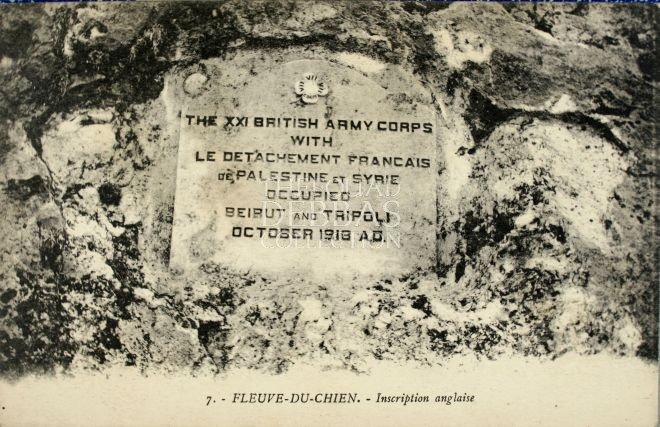 THE XXI BRITISH ARMY CORPS
WITH
LE DETACHEMENT FRANCAIS
DE PALESTINE ET SYRIE
OCCUPIED
BEIRUT AND TRIPOLI
OCTOBER 1918 A.D.
7. - FLEUVE-DU-CHIEN. - Inscription anglaise